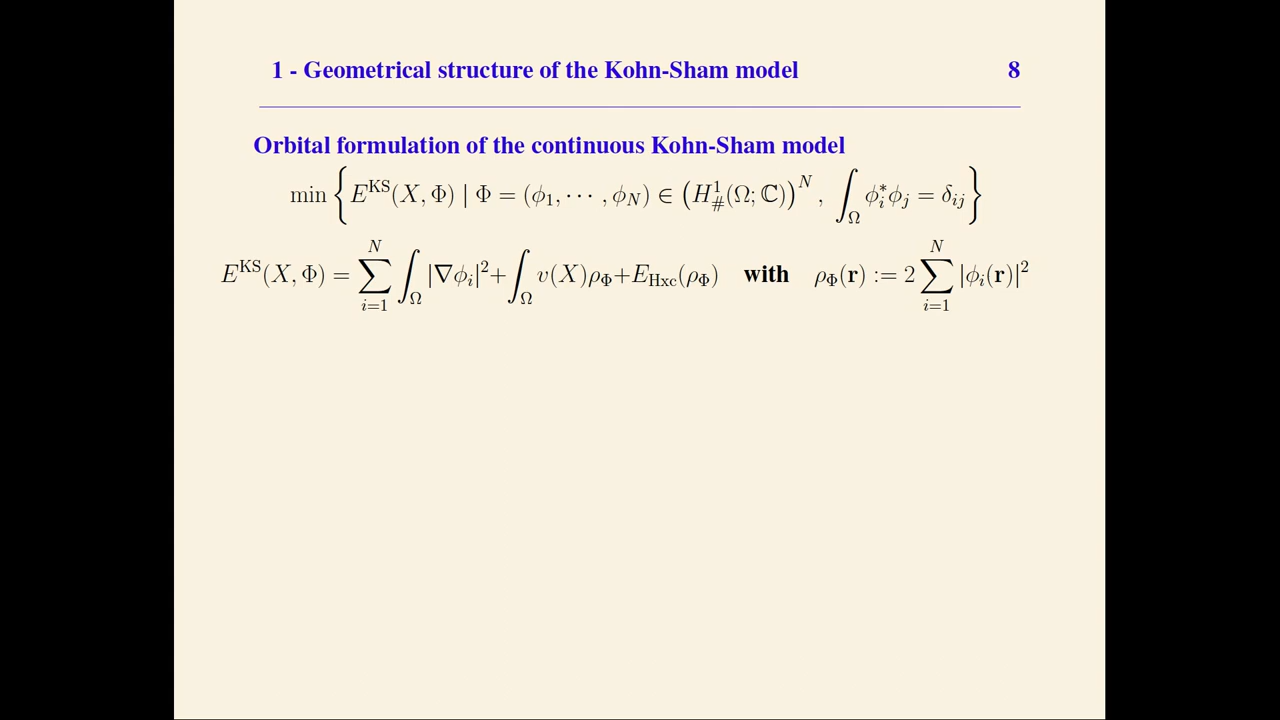 1 - Geometrical structure of the Kohn-Sham model 8
Orbital formulation of the continuous Kohn-Sham model
min { E^KS(X, Φ) | Φ = (ϕ_1, ⋯ , ϕ_N) ∈ (H^1_#(Ω; ℂ))^N , ∫_Ω ϕ_i^* ϕ_j = δ_ij }
E^KS(X, Φ) = ∑_{i=1}^N ∫_Ω |∇ϕ_i|^2 + ∫_Ω v(X)ρ_Φ + E_Hxc(ρ_Φ) with ρ_Φ(r) := 2 ∑_{i=1}^N |ϕ_i(r)|^2